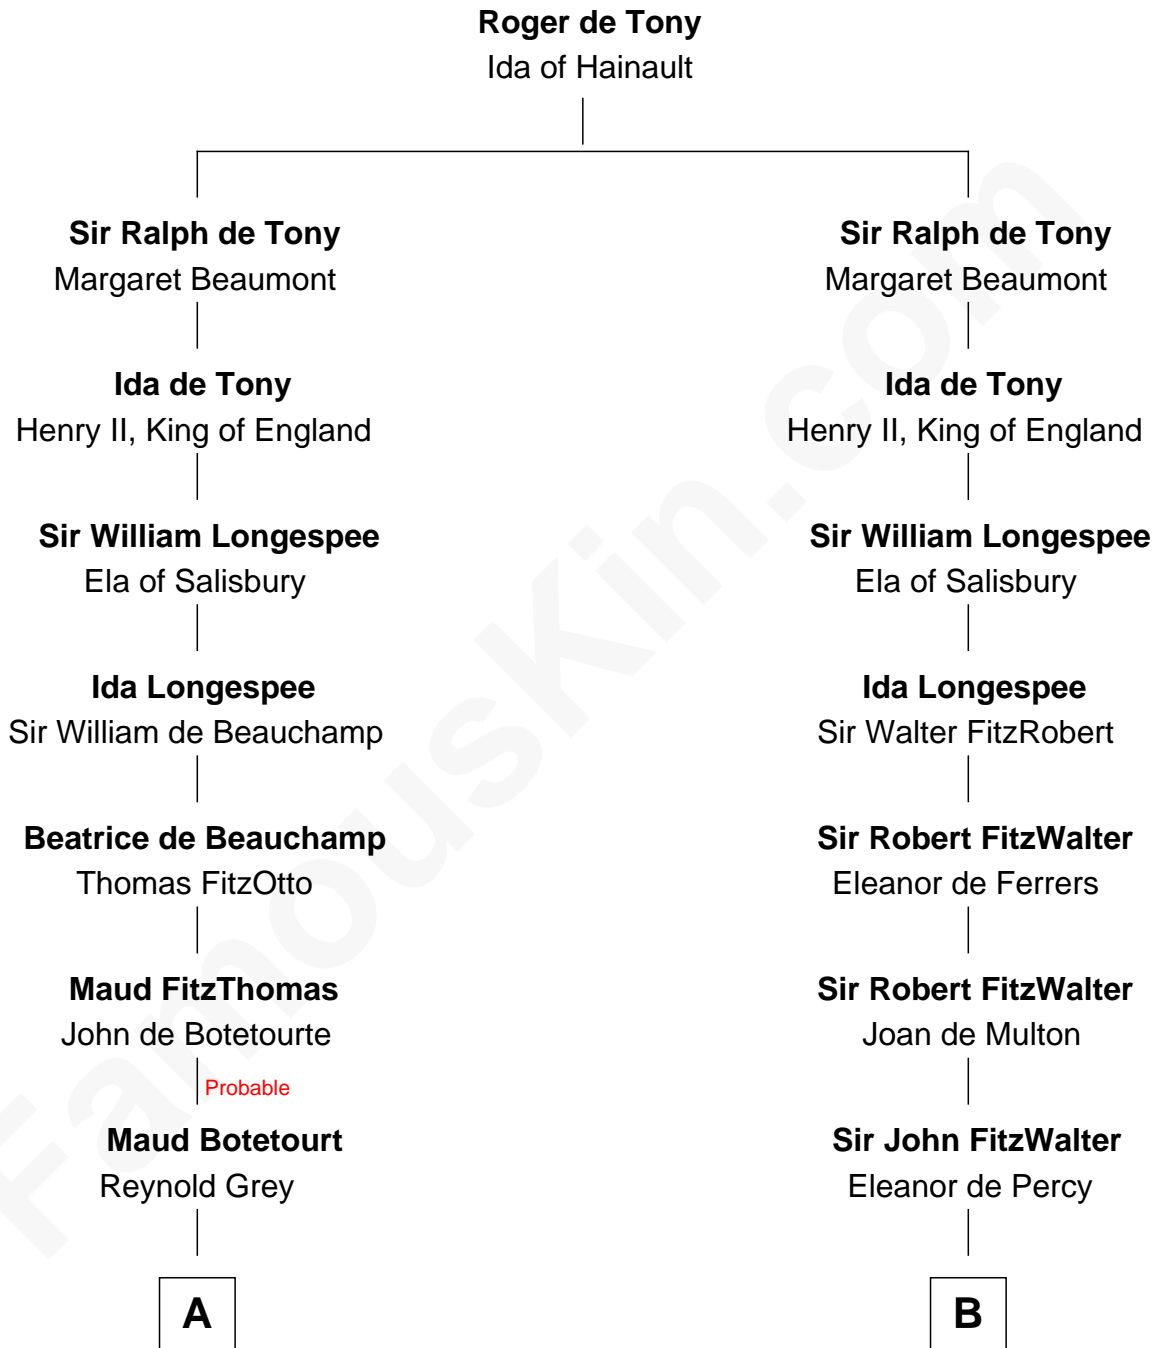 Roger de Tony
Ida of Hainault
Sir Ralph de Tony
Margaret Beaumont
Ida de Tony
Henry II, King of England
Sir William Longespee
Ela of Salisbury
Ida Longespee
Sir William de Beauchamp
Beatrice de Beauchamp
Thomas FitzOtto
Maud FitzThomas
John de Botetourte
Probable
Maud Botetourt
Reynold Grey
A
Sir Ralph de Tony
Margaret Beaumont
Ida de Tony
Henry II, King of England
Sir William Longespee
Ela of Salisbury
Ida Longespee
Sir Walter FitzRobert
Sir Robert FitzWalter
Eleanor de Ferrers
Sir Robert FitzWalter
Joan de Multon
Sir John FitzWalter
Eleanor de Percy
B
FamousKin.com